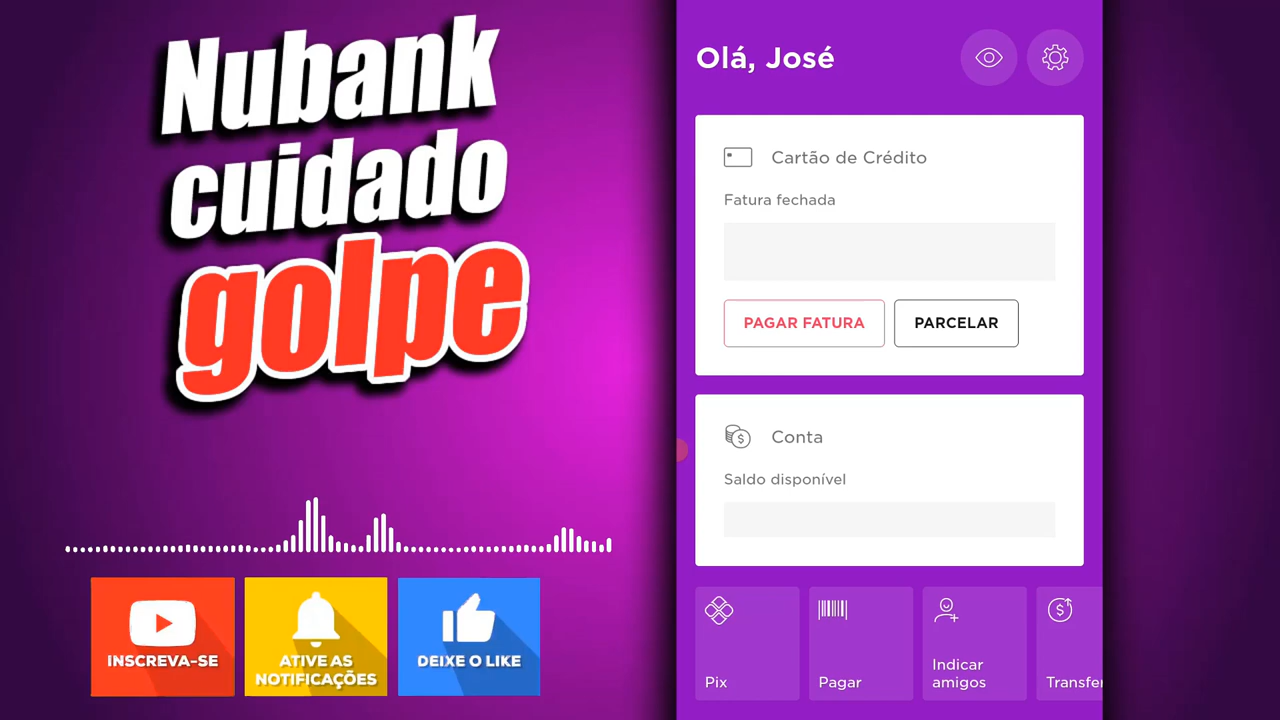 Nubank
cuidado
golpe
INSCREVA-SE
ATIVE AS
NOTIFICAÇÕES
DEIXE O LIKE
Olá, José
Cartão de Crédito
Fatura fechada
PAGAR FATURA
PARCELAR
Conta
Saldo disponível
Pix
Pagar
Indicar
amigos
Transfer